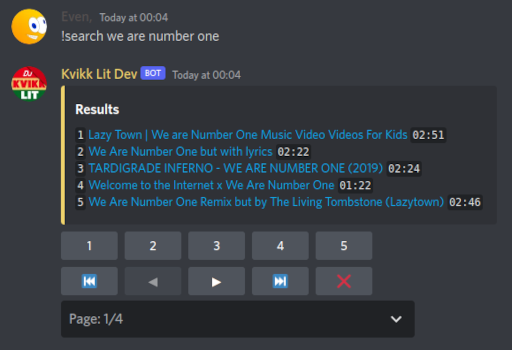 Even, Today at 00:04
!search we are number one
DJ
KVIKK
LIT
Kvikk Lit Dev BOT Today at 00:04
Results
1 Lazy Town | We are Number One Music Video Videos For Kids 02:51
2 We Are Number One but with lyrics 02:22
3 TARDIGRADE INFERNO - WE ARE NUMBER ONE (2019) 02:24
4 Welcome to the Internet x We Are Number One 01:22
5 We Are Number One Remix but by The Living Tombstone (Lazytown) 02:46
1 2 3 4 5
Page: 1/4